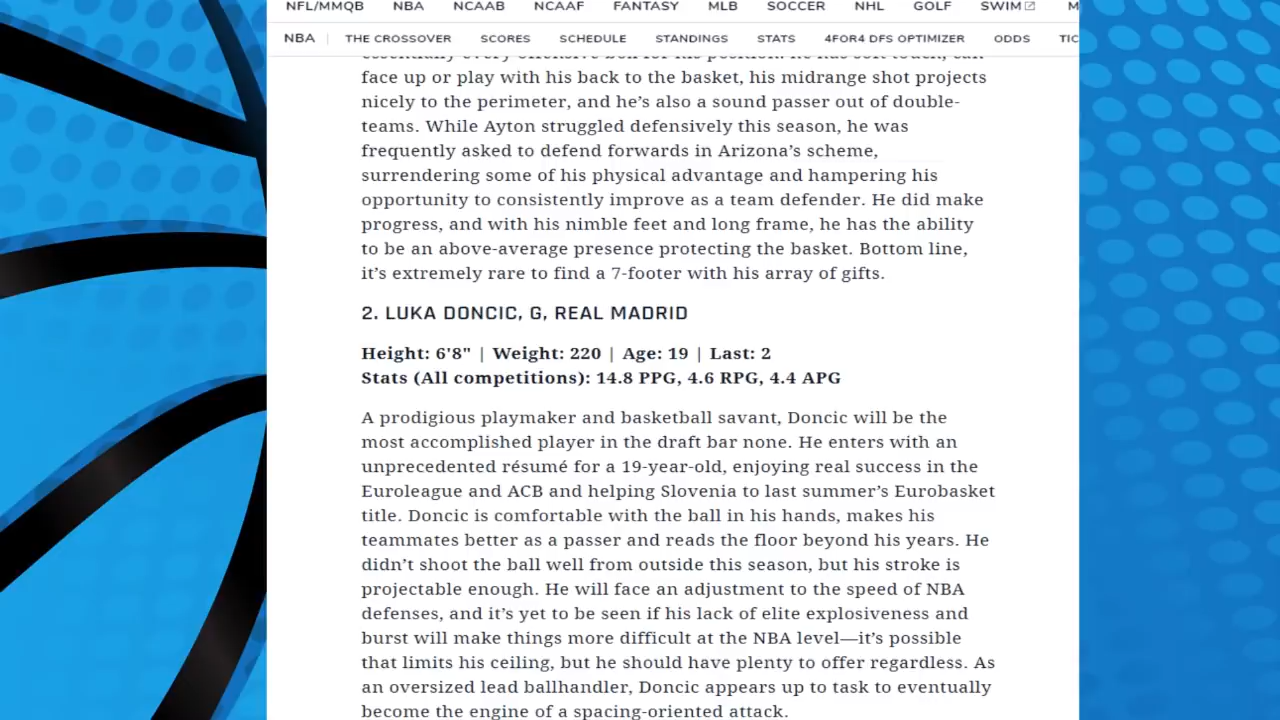 NFL/MMQB NBA NCAAB NCAAF FANTASY MLB SOCCER NHL GOLF SWIM M
NBA THE CROSSOVER SCORES SCHEDULE STANDINGS STATS 4FOR4 DFS OPTIMIZER ODDS TIC
face up or play with his back to the basket, his midrange shot projects
nicely to the perimeter, and he’s also a sound passer out of double-
teams. While Ayton struggled defensively this season, he was
frequently asked to defend forwards in Arizona’s scheme,
surrendering some of his physical advantage and hampering his
opportunity to consistently improve as a team defender. He did make
progress, and with his nimble feet and long frame, he has the ability
to be an above-average presence protecting the basket. Bottom line,
it’s extremely rare to find a 7-footer with his array of gifts.
2. LUKA DONCIC, G, REAL MADRID
Height: 6'8" | Weight: 220 | Age: 19 | Last: 2
Stats (All competitions): 14.8 PPG, 4.6 RPG, 4.4 APG
A prodigious playmaker and basketball savant, Doncic will be the
most accomplished player in the draft bar none. He enters with an
unprecedented résumé for a 19-year-old, enjoying real success in the
Euroleague and ACB and helping Slovenia to last summer’s Eurobasket
title. Doncic is comfortable with the ball in his hands, makes his
teammates better as a passer and reads the floor beyond his years. He
didn’t shoot the ball well from outside this season, but his stroke is
projectable enough. He will face an adjustment to the speed of NBA
defenses, and it’s yet to be seen if his lack of elite explosiveness and
burst will make things more difficult at the NBA level—it’s possible
that limits his ceiling, but he should have plenty to offer regardless. As
an oversized lead ballhandler, Doncic appears up to task to eventually
become the engine of a spacing-oriented attack.